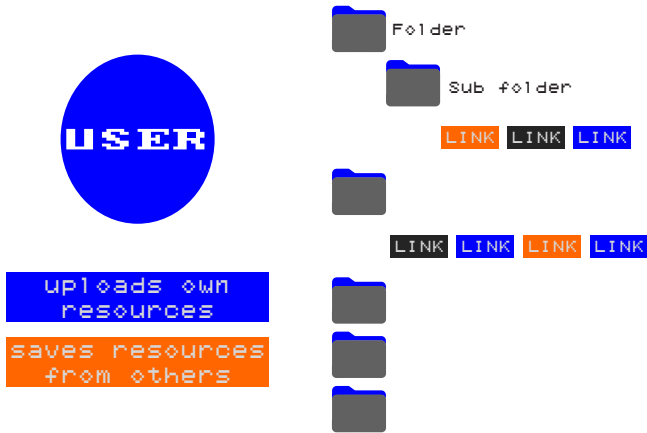 USER
uploads own
resources
saves resources
from others
Folder
Sub folder
LINK LINK LINK
LINK LINK LINK LINK